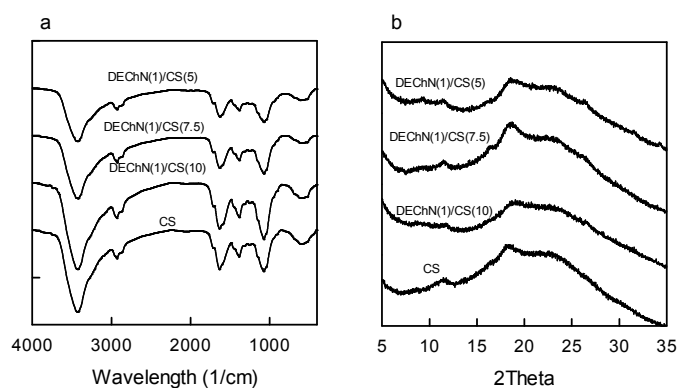 a
b
DEChN(1)/CS(5)
DEChN(1)/CS(7.5)
DEChN(1)/CS(10)
CS
4000 3000 2000 1000
Wavelength (1/cm)
DEChN(1)/CS(5)
DEChN(1)/CS(7.5)
DEChN(1)/CS(10)
CS
5 10 15 20 25 30 35
2Theta